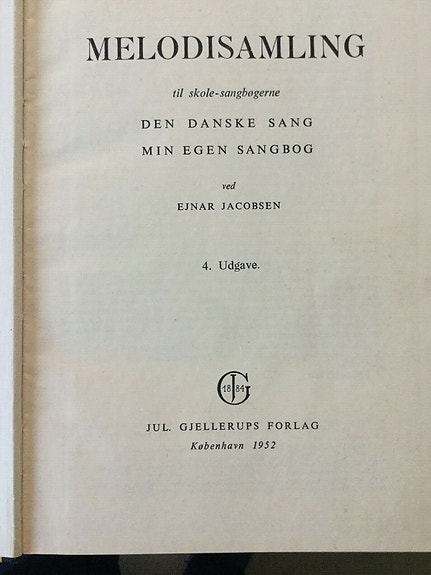 MELODISAMLING
til skole-sangbøgerne
DEN DANSKE SANG
MIN EGEN SANGBOG
ved
EJNAR JACOBSEN
4. Udgave.
18 JG 84
JUL. GJELLERUPS FORLAG
København 1952